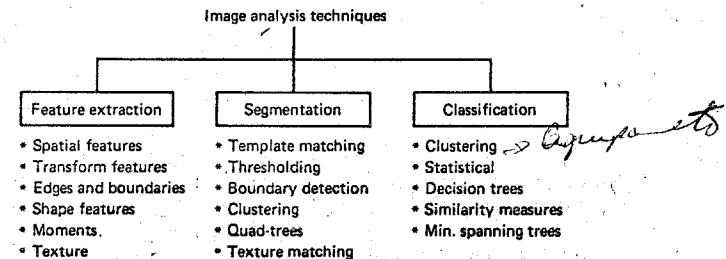 Image analysis techniques
Feature extraction
* Spatial features
* Transform features
* Edges and boundaries
* Shape features
* Moments
* Texture
Segmentation
* Template matching
* Thresholding
* Boundary detection
* Clustering
* Quad-trees
* Texture matching
Classification
* Clustering → Agrupamento
* Statistical
* Decision trees
* Similarity measures
* Min. spanning trees